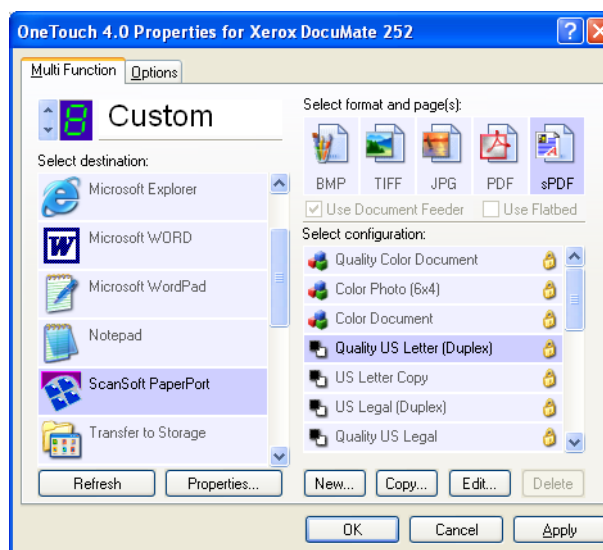 OneTouch 4.0 Properties for Xerox DocuMate 252
Multi Function
Options
8
Custom
Select destination:
Microsoft Explorer
Microsoft WORD
Microsoft WordPad
Notepad
ScanSoft PaperPort
Transfer to Storage
Refresh
Properties...
Select format and page(s):
BMP
TIFF
JPG
PDF
sPDF
Use Document Feeder
Use Flatbed
Select configuration:
Quality Color Document
Color Photo (6x4)
Color Document
Quality US Letter (Duplex)
US Letter Copy
US Legal (Duplex)
Quality US Legal
New...
Copy...
Edit...
Delete
OK
Cancel
Apply